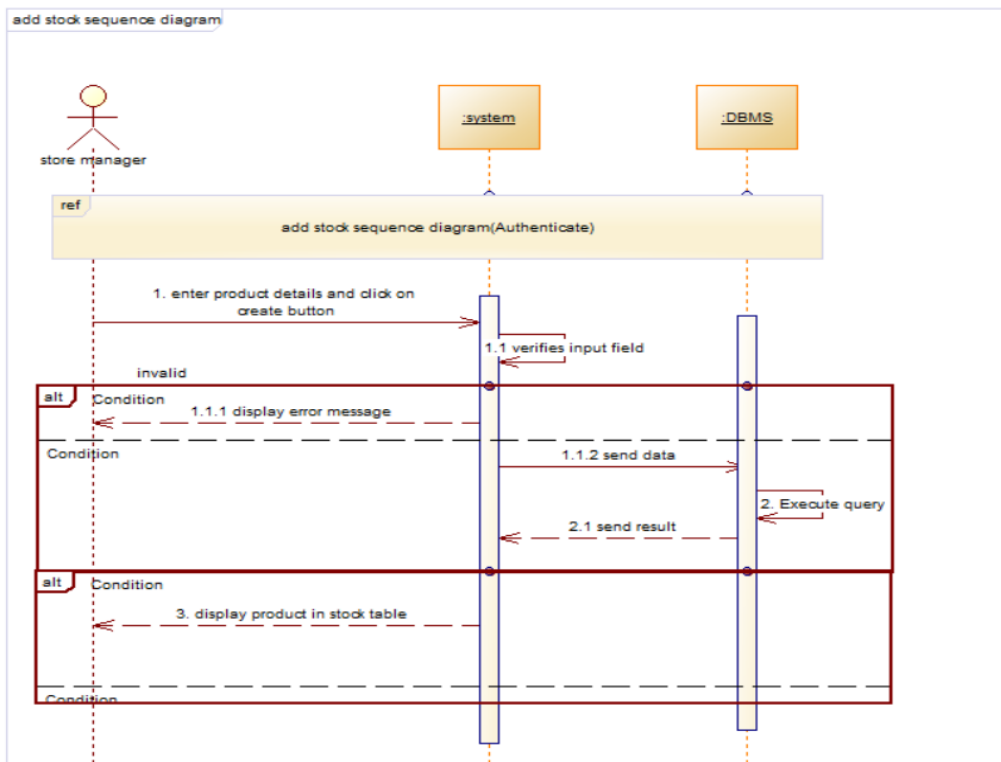 add stock sequence diagram
:system
:DBMS
store manager
ref
add stock sequence diagram(Authenticate)
1. enter product details and click on
create button
1.1 verifies input field
invalid
alt
Condition
1.1.1 display error message
Condition
1.1.2 send data
2. Execute query
2.1 send result
alt
Condition
3. display product in stock table
Condition